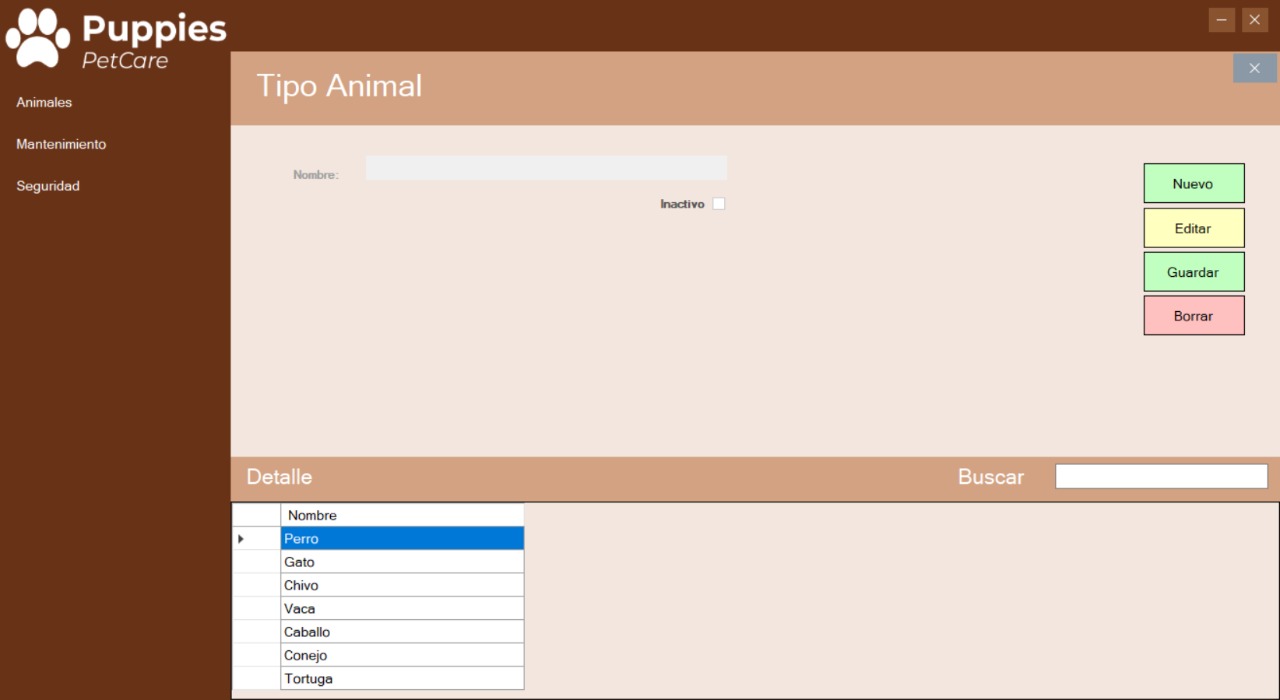 Puppies
PetCare
Animales
Mantenimiento
Seguridad
Tipo Animal
Nombre:
Inactivo
Nuevo
Editar
Guardar
Borrar
Detalle
Buscar
Nombre
Perro
Gato
Chivo
Vaca
Caballo
Conejo
Tortuga